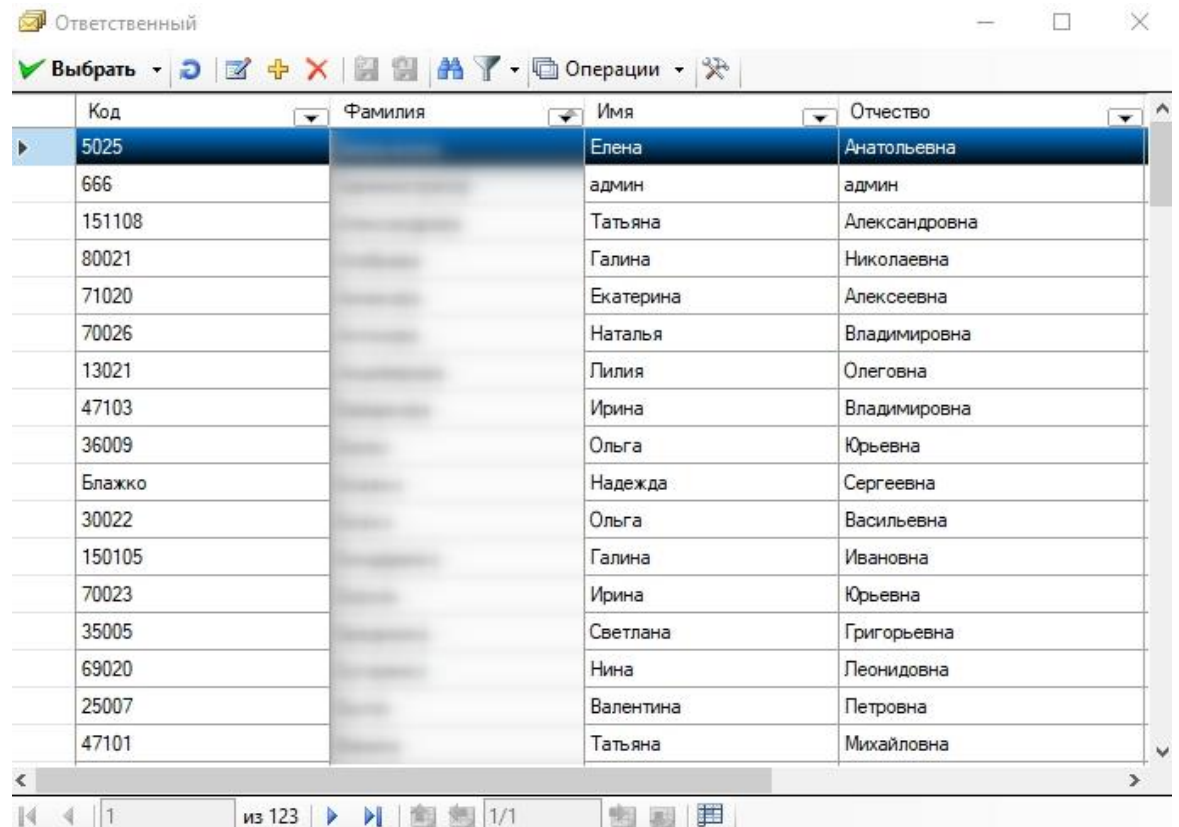 Ответственный
Выбрать Операции
Код Фамилия Имя Отчество
5025 Елена Анатольевна
666 админ админ
151108 Татьяна Александровна
80021 Галина Николаевна
71020 Екатерина Алексеевна
70026 Наталья Владимировна
13021 Лилия Олеговна
47103 Ирина Владимировна
36009 Ольга Юрьевна
Блажко Надежда Сергеевна
30022 Ольга Васильевна
150105 Галина Ивановна
70023 Ирина Юрьевна
35005 Светлана Григорьевна
69020 Нина Леонидовна
25007 Валентина Петровна
47101 Татьяна Михайловна
1 из 123 1/1